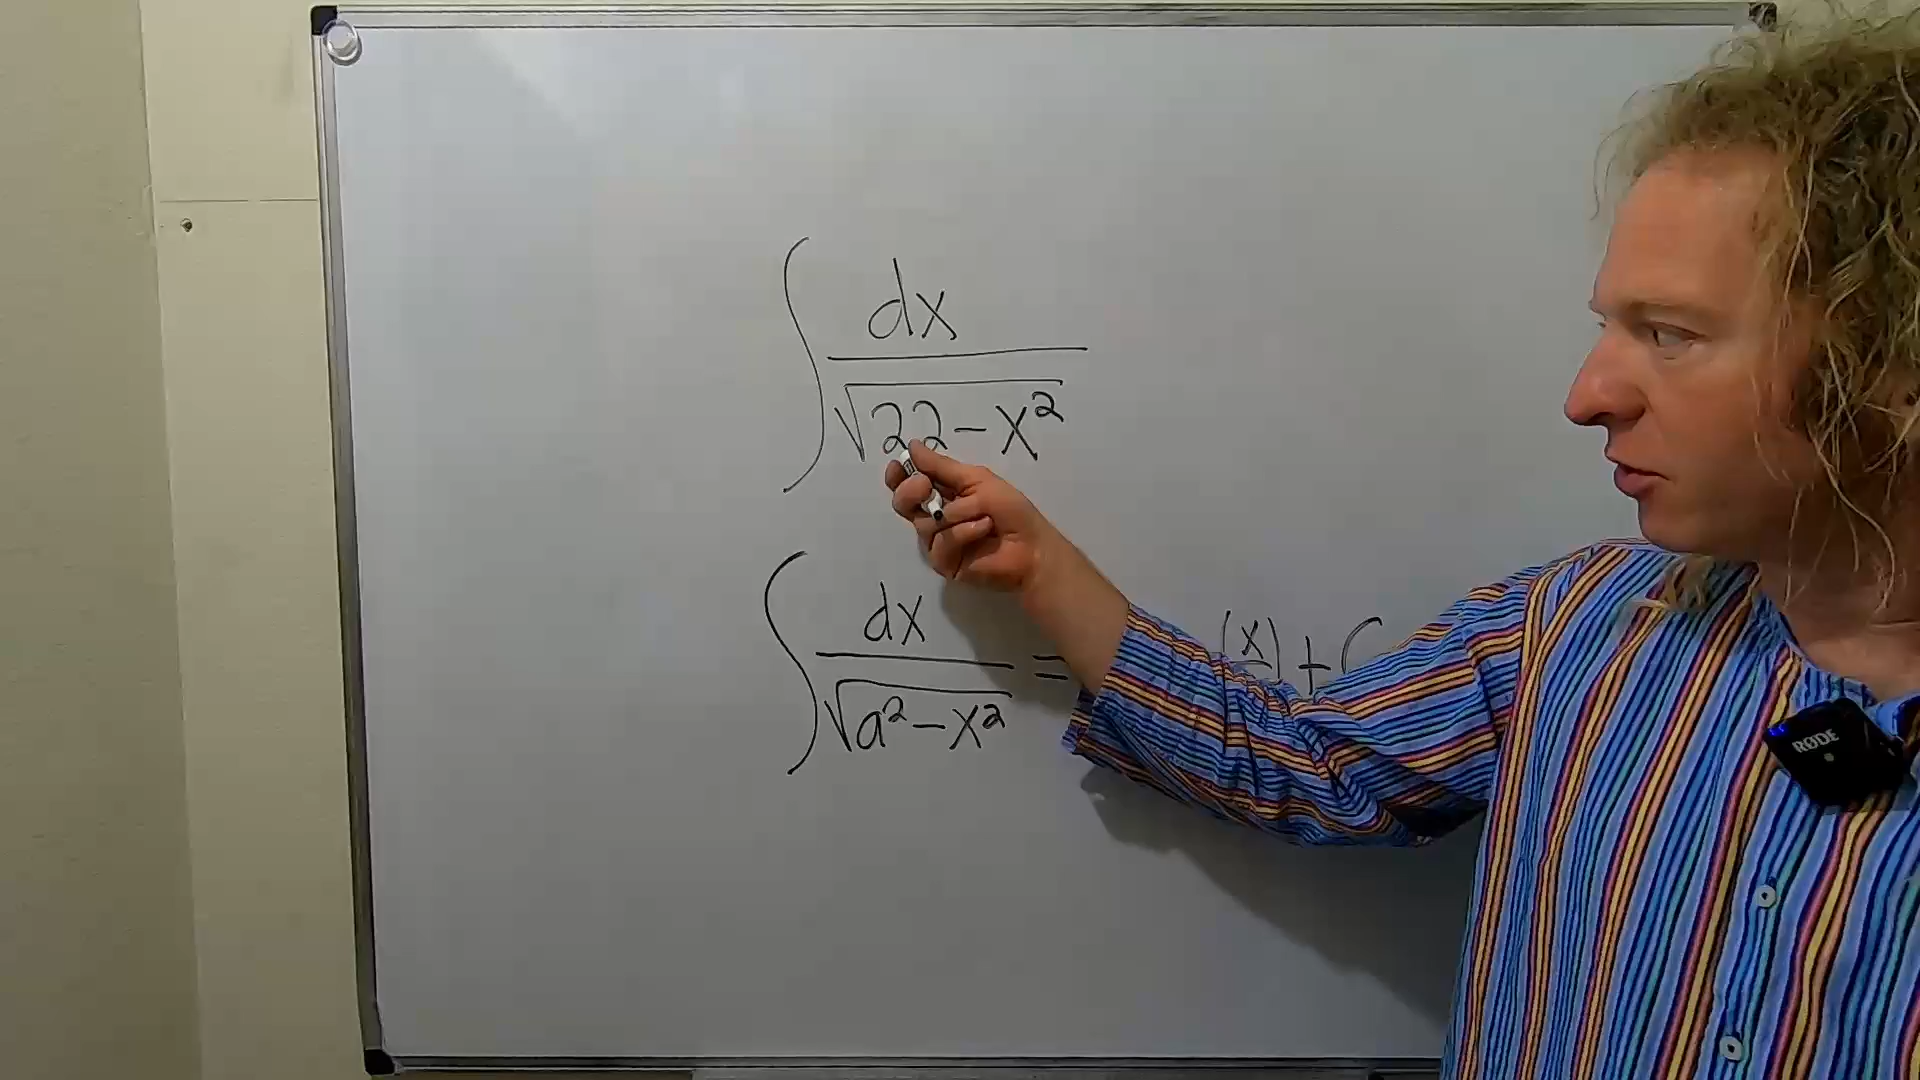 ∫ dx
√22-x²
∫ dx = (x) + C
√a²-x²
RØDE